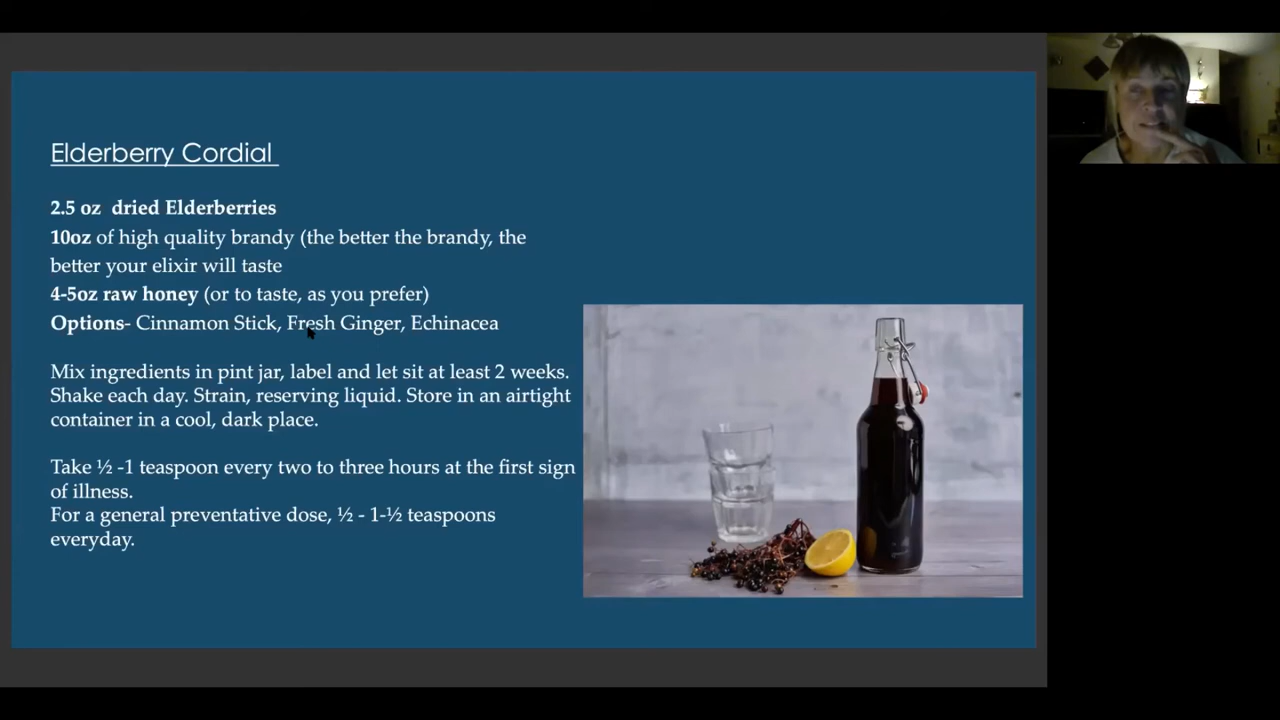 Elderberry Cordial
2.5 oz  dried Elderberries
10oz of high quality brandy (the better the brandy, the
better your elixir will taste
4-5oz raw honey (or to taste, as you prefer)
Options- Cinnamon Stick, Fresh Ginger, Echinacea
Mix ingredients in pint jar, label and let sit at least 2 weeks.
Shake each day. Strain, reserving liquid. Store in an airtight
container in a cool, dark place.
Take ½ -1 teaspoon every two to three hours at the first sign
of illness.
For a general preventative dose, ½ - 1-½ teaspoons
everyday.